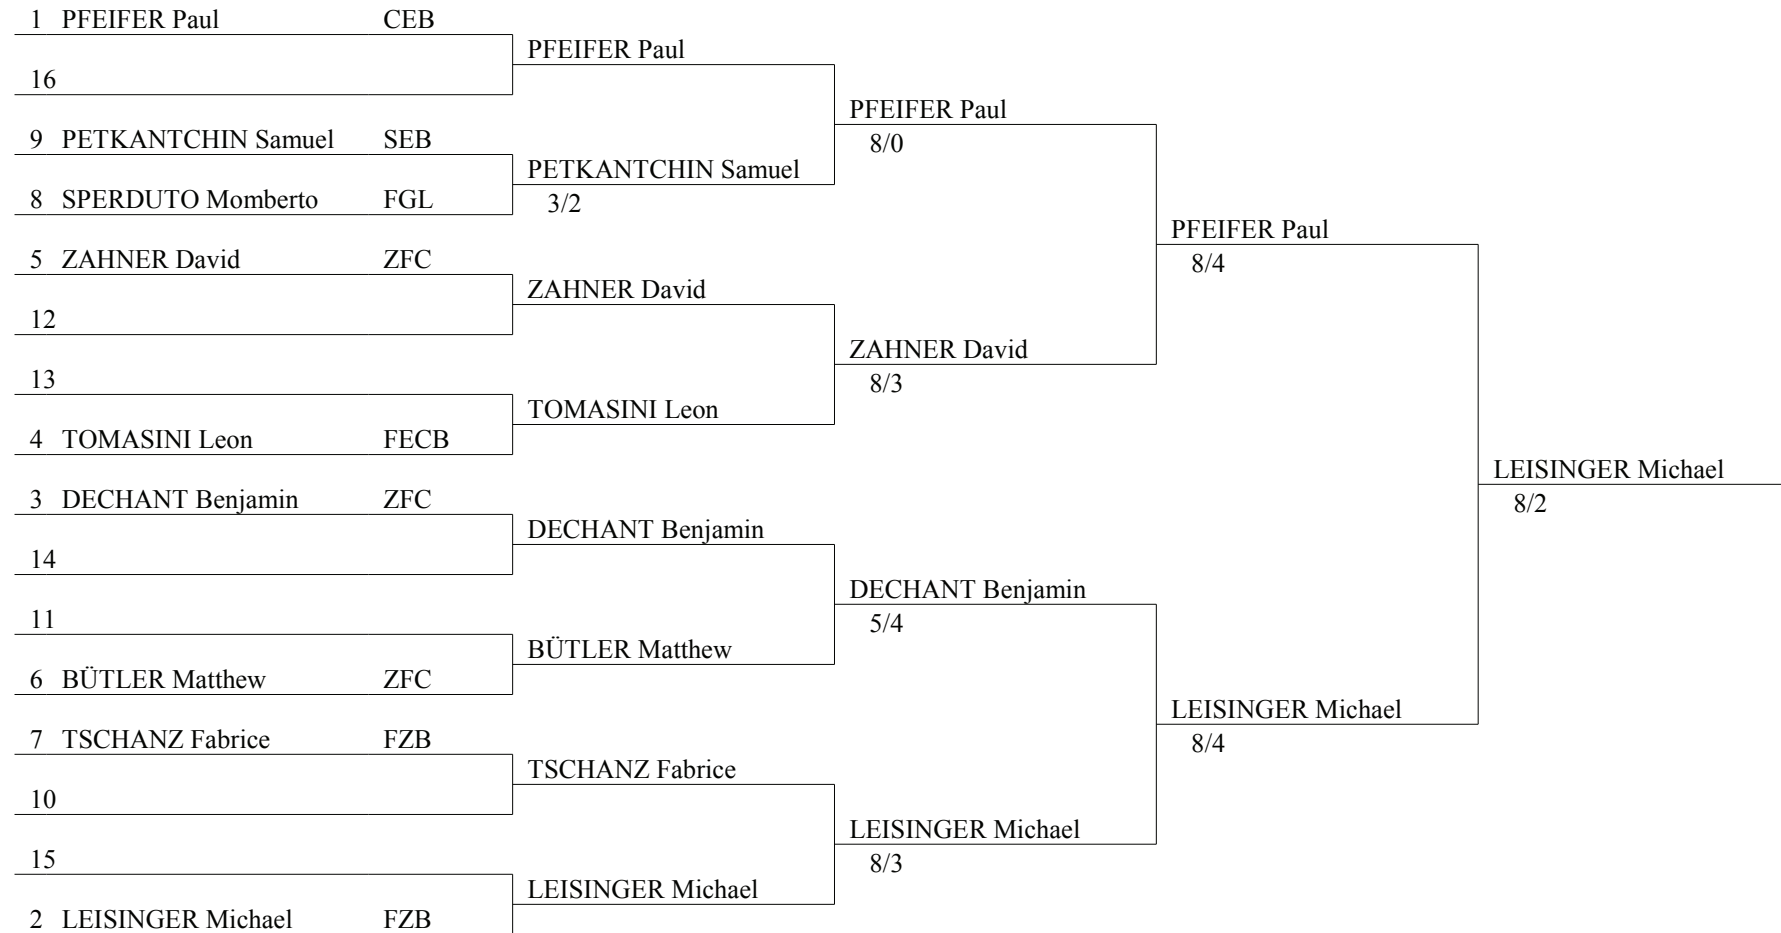 1 PFEIFER Paul CEB
PFEIFER Paul
16
PFEIFER Paul
8/0
9 PETKANTCHIN Samuel SEB
PETKANTCHIN Samuel
3/2
8 SPERDUTO Momberto FGL
PFEIFER Paul
8/4
5 ZAHNER David ZFC
ZAHNER David
12
ZAHNER David
8/3
13
TOMASINI Leon
4 TOMASINI Leon FECB
LEISINGER Michael
8/2
3 DECHANT Benjamin ZFC
DECHANT Benjamin
14
DECHANT Benjamin
5/4
11
BÜTLER Matthew
6 BÜTLER Matthew ZFC
LEISINGER Michael
8/4
7 TSCHANZ Fabrice FZB
TSCHANZ Fabrice
10
LEISINGER Michael
8/3
15
LEISINGER Michael
2 LEISINGER Michael FZB